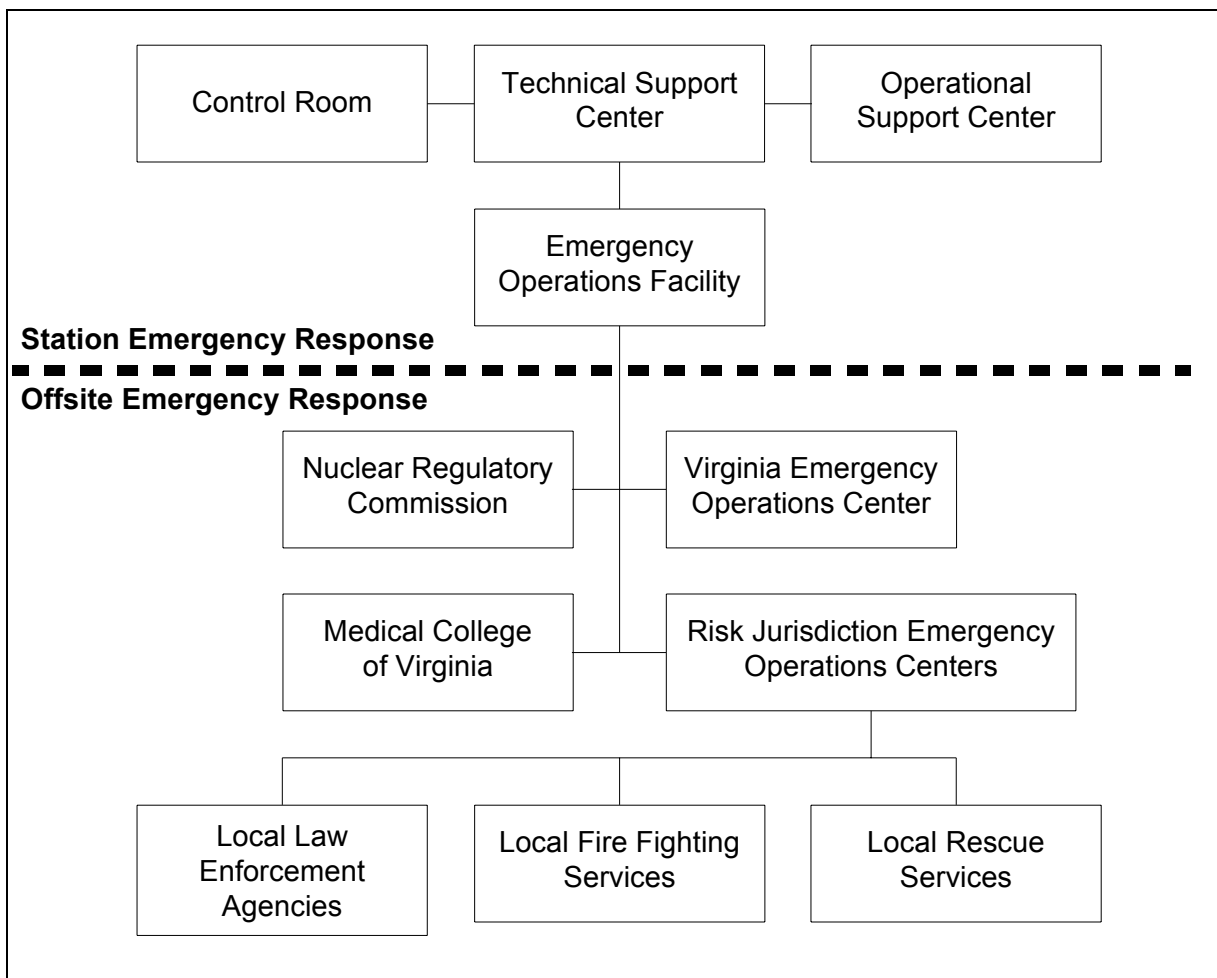 Control Room
Technical Support
Center
Operational
Support Center
Emergency
Operations Facility
Station Emergency Response
Offsite Emergency Response
Nuclear Regulatory
Commission
Virginia Emergency
Operations Center
Medical College
of Virginia
Risk Jurisdiction Emergency
Operations Centers
Local Law
Enforcement
Agencies
Local Fire Fighting
Services
Local Rescue
Services